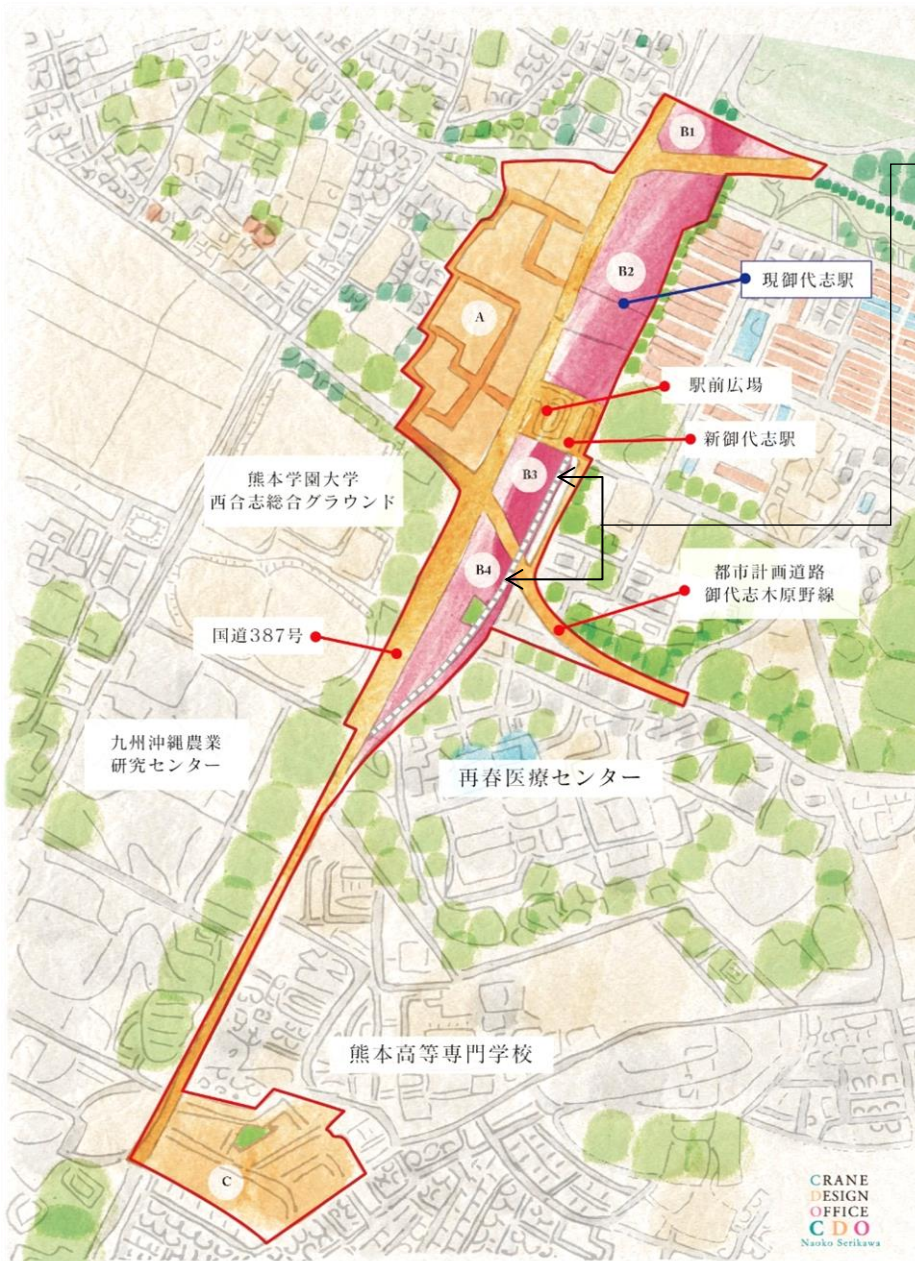 B1
B2
現御代志駅
A
駅前広場
新御代志駅
B3
熊本学園大学
西合志総合グラウンド
B4
都市計画道路
御代志木原野線
国道387号
九州沖縄農業
研究センター
再春医療センター
熊本高等専門学校
C
CRANE
DESIGN
OFFICE
CDO
Naoko Serikawa